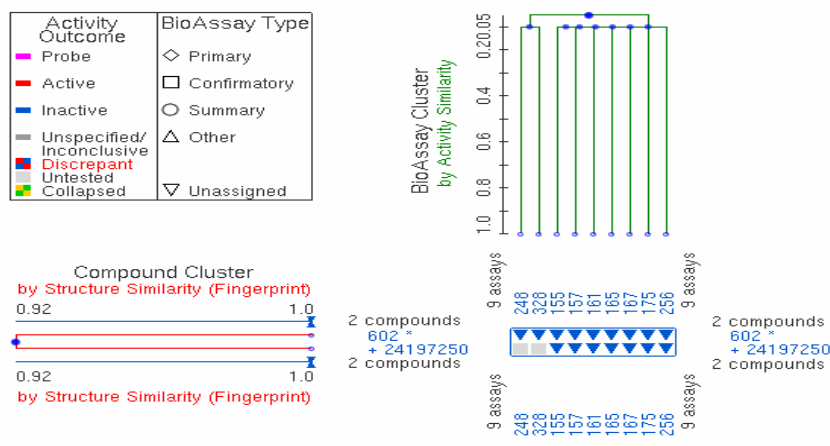 Activity Outcome
BioAssay Type
Probe
Primary
Active
Confirmatory
Inactive
Summary
Unspecified/
Inconclusive
Other
Discrepant
Untested
Collapsed
Unassigned
BioAssay Cluster
by Activity Similarity
0.20.05
0.4
0.6
0.8
1.0
Compound Cluster
by Structure Similarity (Fingerprint)
0.92 1.0
0.92 1.0
by Structure Similarity (Fingerprint)
9 assays
248
328
155
157
161
165
167
175
256
9 assays
2 compounds
602 *
+ 24197250
2 compounds
2 compounds
602 *
+ 24197250
2 compounds
9 assays
248
328
155
157
161
165
167
175
256
9 assays